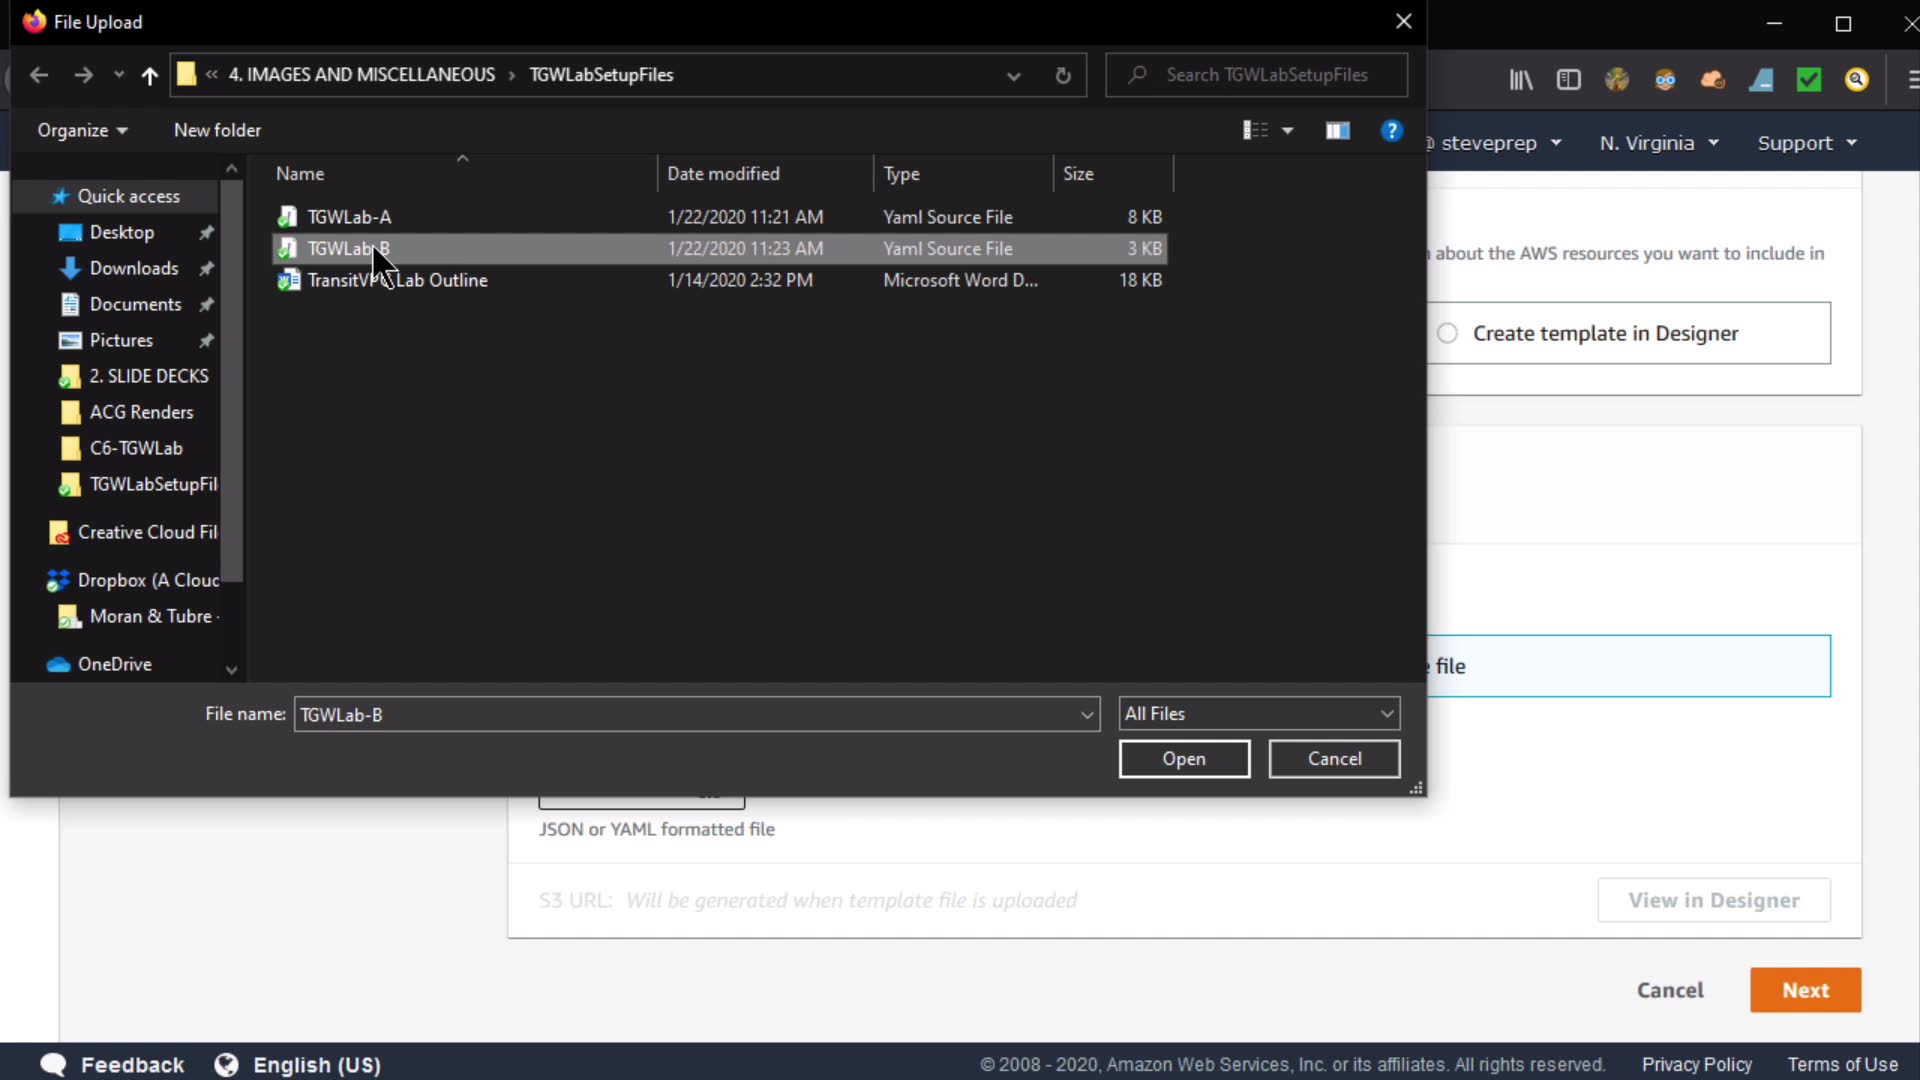 File Upload
4. IMAGES AND MISCELLANEOUS › TGWLabSetupFiles
Search TGWLabSetupFiles
Organize
New folder
steveprep
N. Virginia
Support
Name
Date modified
Type
Size
Quick access
Desktop
Downloads
Documents
Pictures
2. SLIDE DECKS
ACG Renders
C6-TGWLab
TGWLabSetupFil
Creative Cloud Fil
Dropbox (A Cloud
Moran & Tubre -
OneDrive
TGWLab-A 1/22/2020 11:21 AM Yaml Source File 8 KB
TGWLab-B 1/22/2020 11:23 AM Yaml Source File 3 KB
TransitVPC Lab Outline 1/14/2020 2:32 PM Microsoft Word D... 18 KB
about the AWS resources you want to include in
Create template in Designer
file
File name: TGWLab-B
All Files
Open
Cancel
JSON or YAML formatted file
S3 URL: Will be generated when template file is uploaded
View in Designer
Cancel
Next
Feedback
English (US)
© 2008 - 2020, Amazon Web Services, Inc. or its affiliates. All rights reserved.
Privacy Policy
Terms of Use